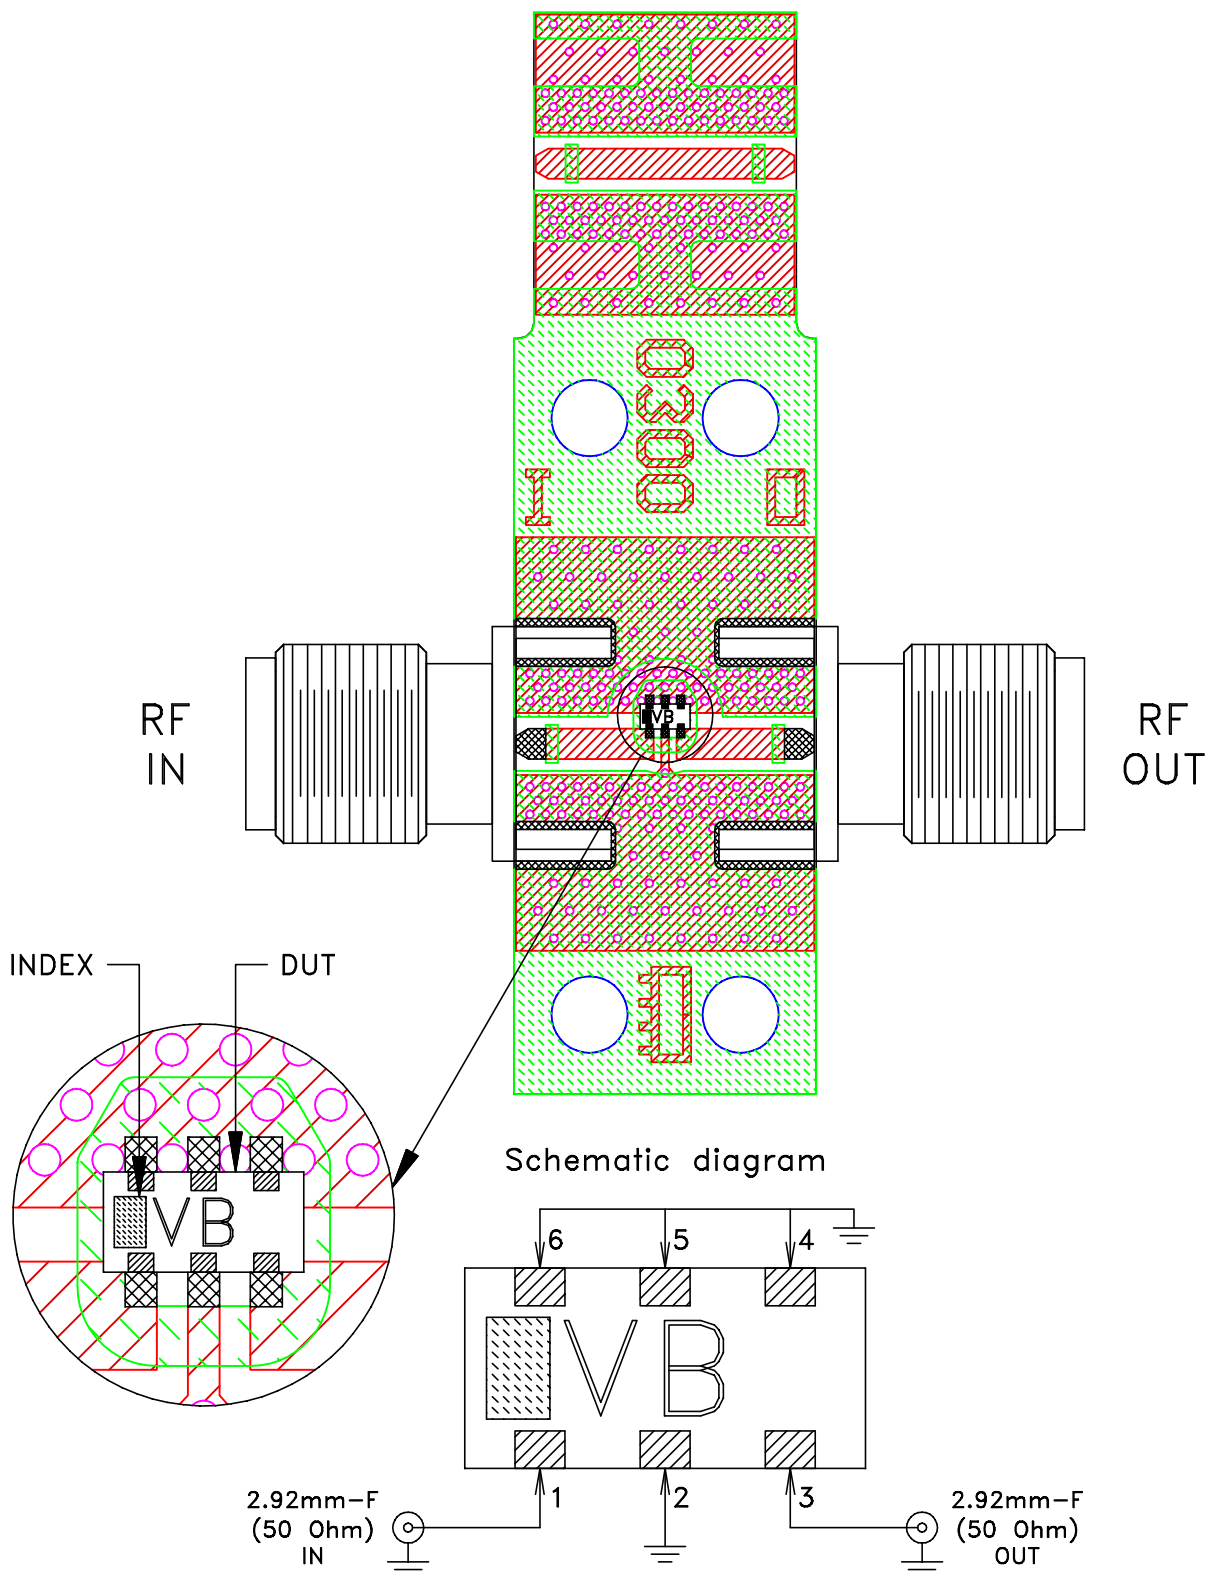 0300
I
O
VB
RF
IN
RF
OUT
INDEX
DUT
VB
Schematic diagram
6
5
4
VB
1
2
3
2.92mm-F
(50 Ohm)
IN
2.92mm-F
(50 Ohm)
OUT